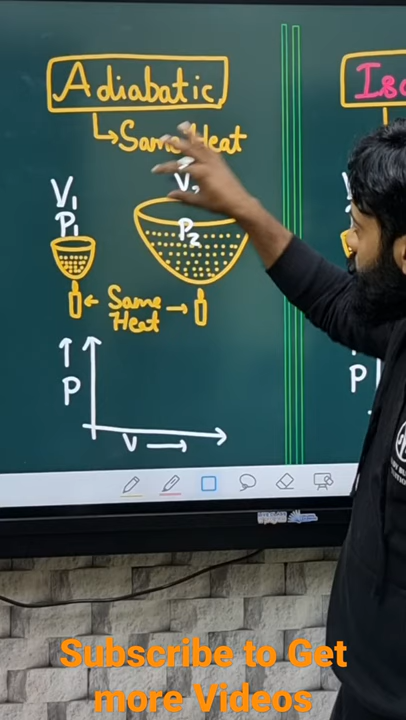 Adiabatic
Same Heat
V₁
P₁
V₂
P₂
Same
Heat
↑
P
V →
P
Subscribe to Get
more Videos